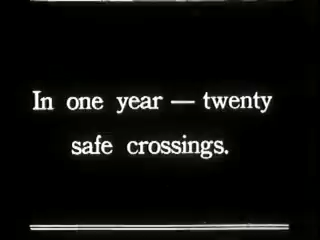 In one year — twenty
safe crossings.